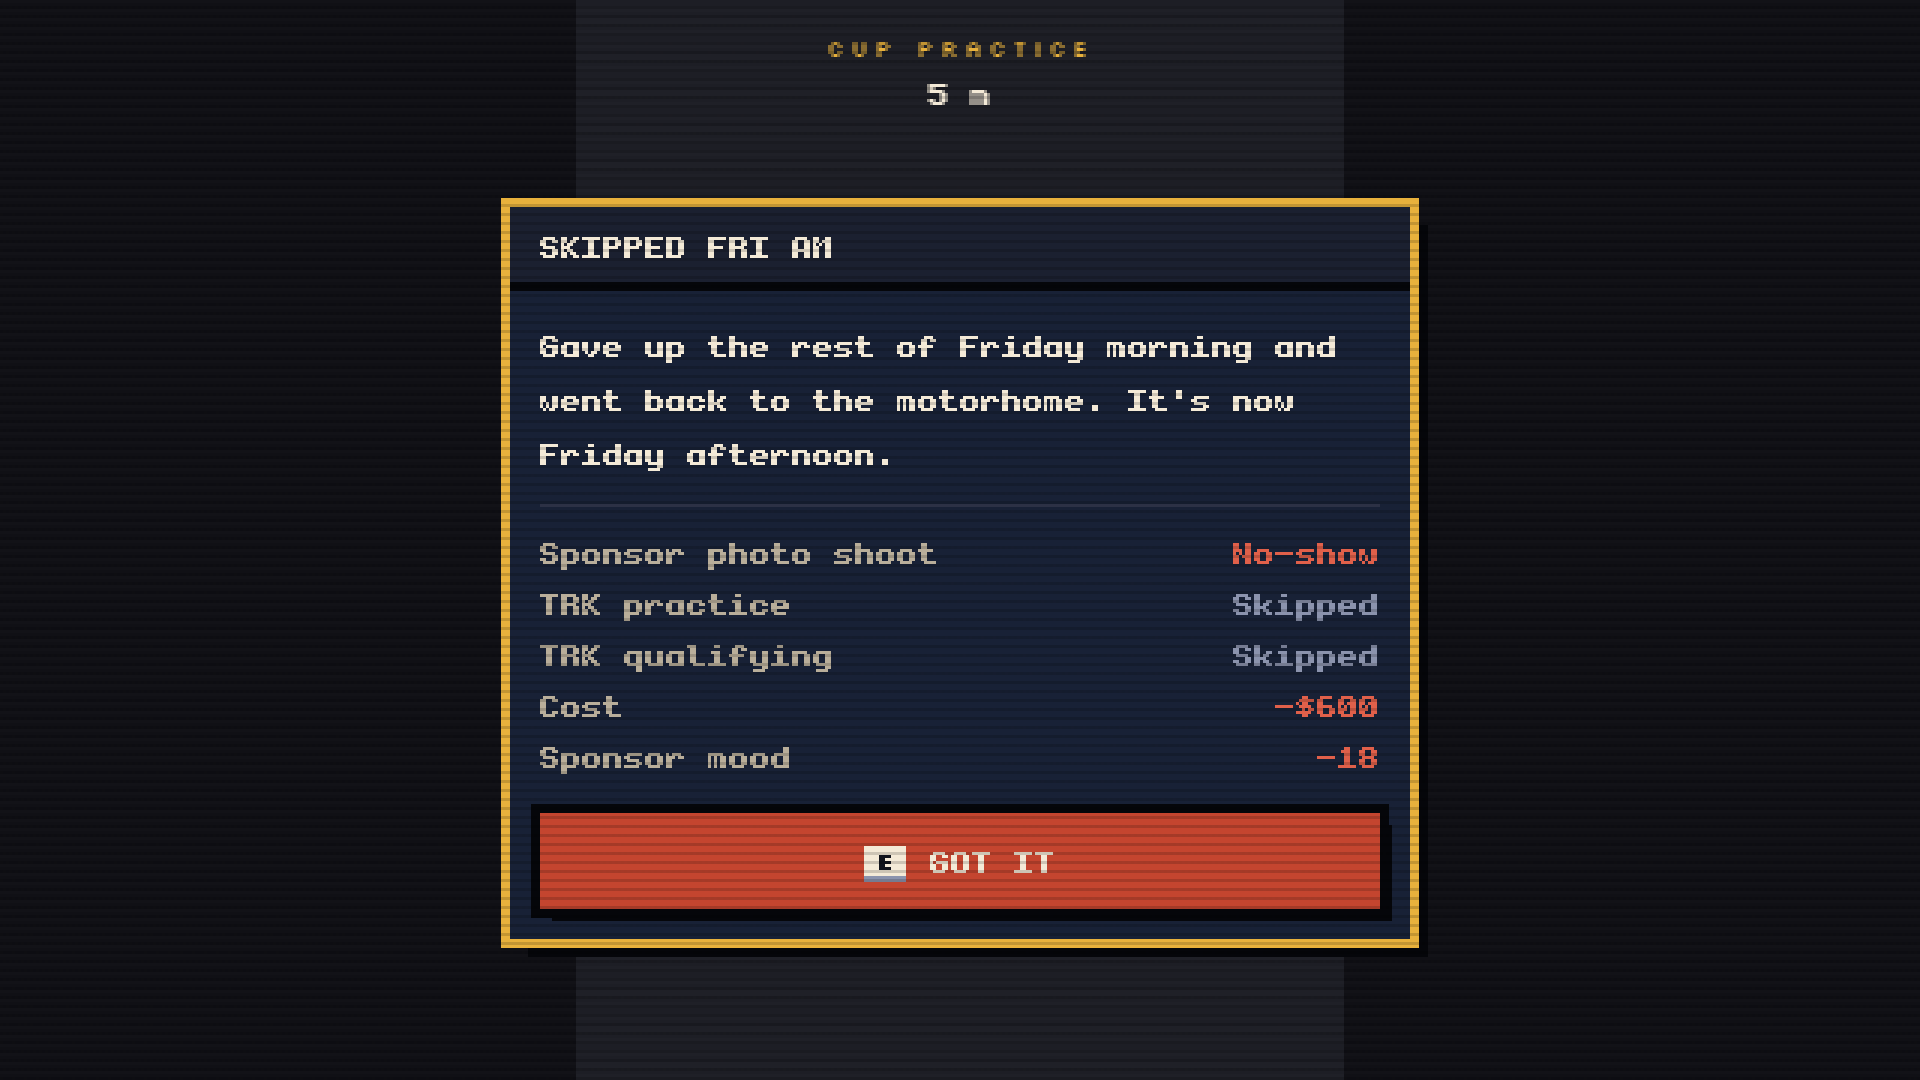 CUP PRACTICE
5 m
SKIPPED FRI AM
Gave up the rest of Friday morning and
went back to the motorhome. It's now
Friday afternoon.
Sponsor photo shoot No-show
TRK practice Skipped
TRK qualifying Skipped
Cost -$600
Sponsor mood -18
E GOT IT